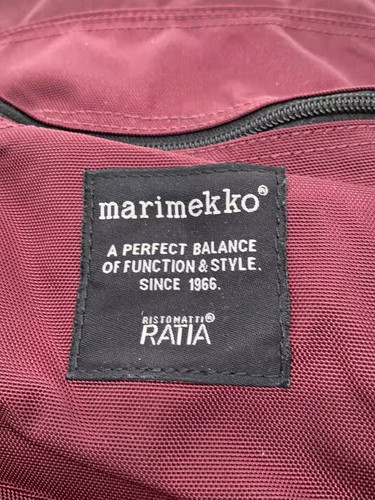 marimekko®
A PERFECT BALANCE
OF FUNCTION & STYLE.
SINCE 1966.
RISTOMATTI®
RATIA